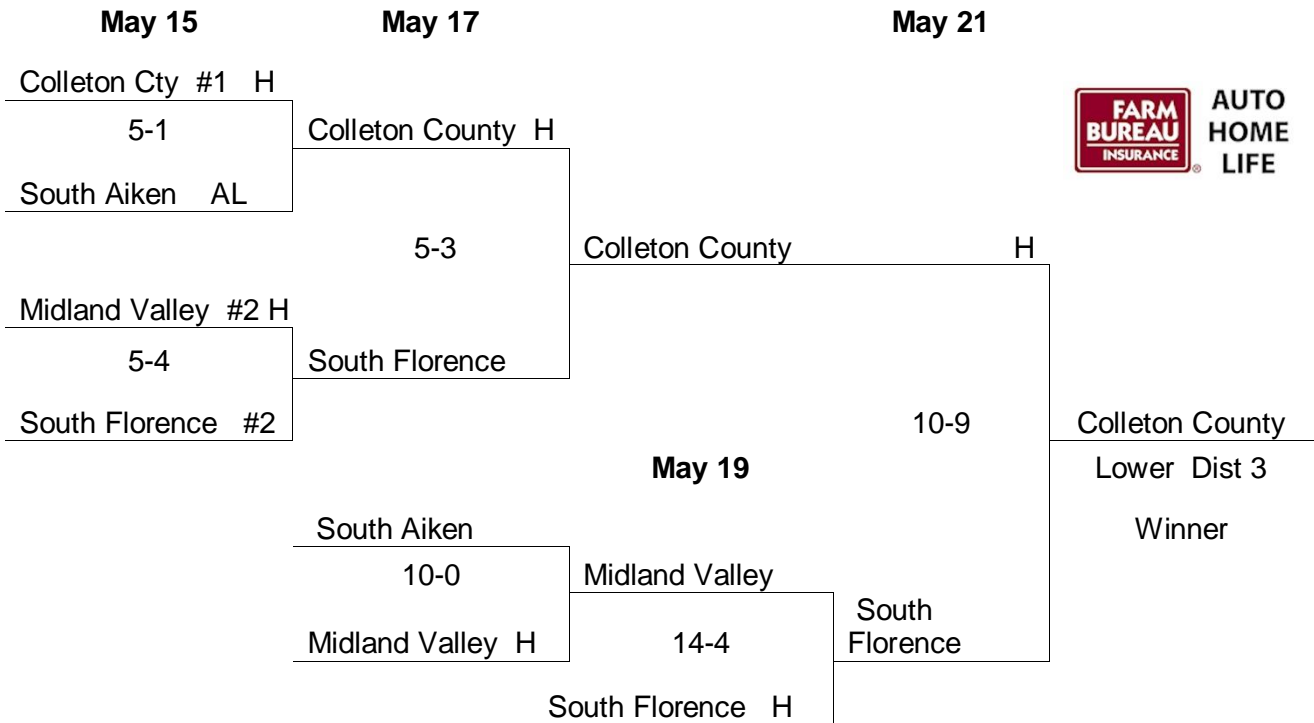 May 15 May 17 May 21
Colleton Cty #1 H
5-1
Colleton County H
South Aiken AL
FARM
BUREAU
INSURANCE
®
AUTO
HOME
LIFE
5-3
Colleton County H
Midland Valley #2 H
5-4
South Florence
South Florence #2
10-9
Colleton County
May 19
Lower Dist 3
Winner
South Aiken
10-0
Midland Valley
Midland Valley H
14-4
South
Florence
South Florence H